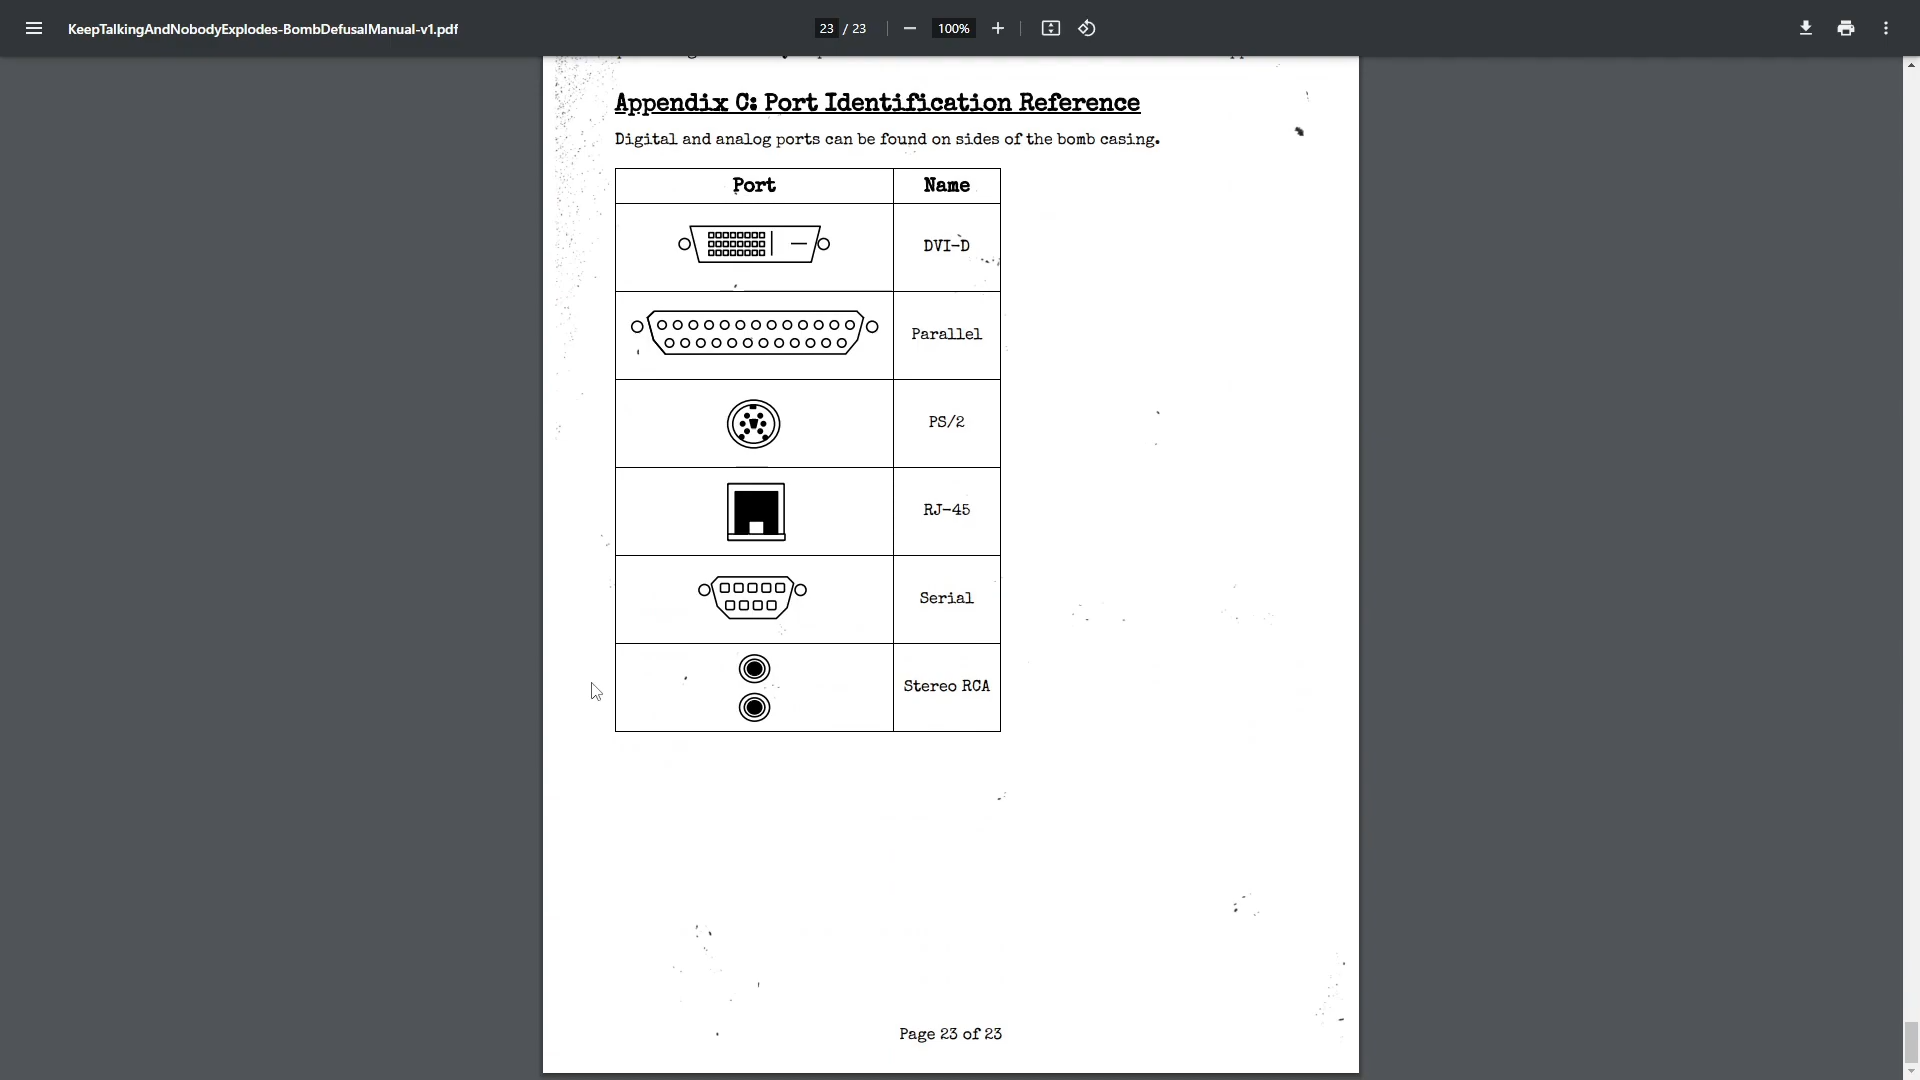 KeepTalkingAndNobodyExplodes-BombDefusalManual-v1.pdf
23 / 23
100%
Appendix C: Port Identification Reference
Digital and analog ports can be found on sides of the bomb casing.
Port Name
DVI-D
Parallel
PS/2
RJ-45
Serial
Stereo RCA
Page 23 of 23